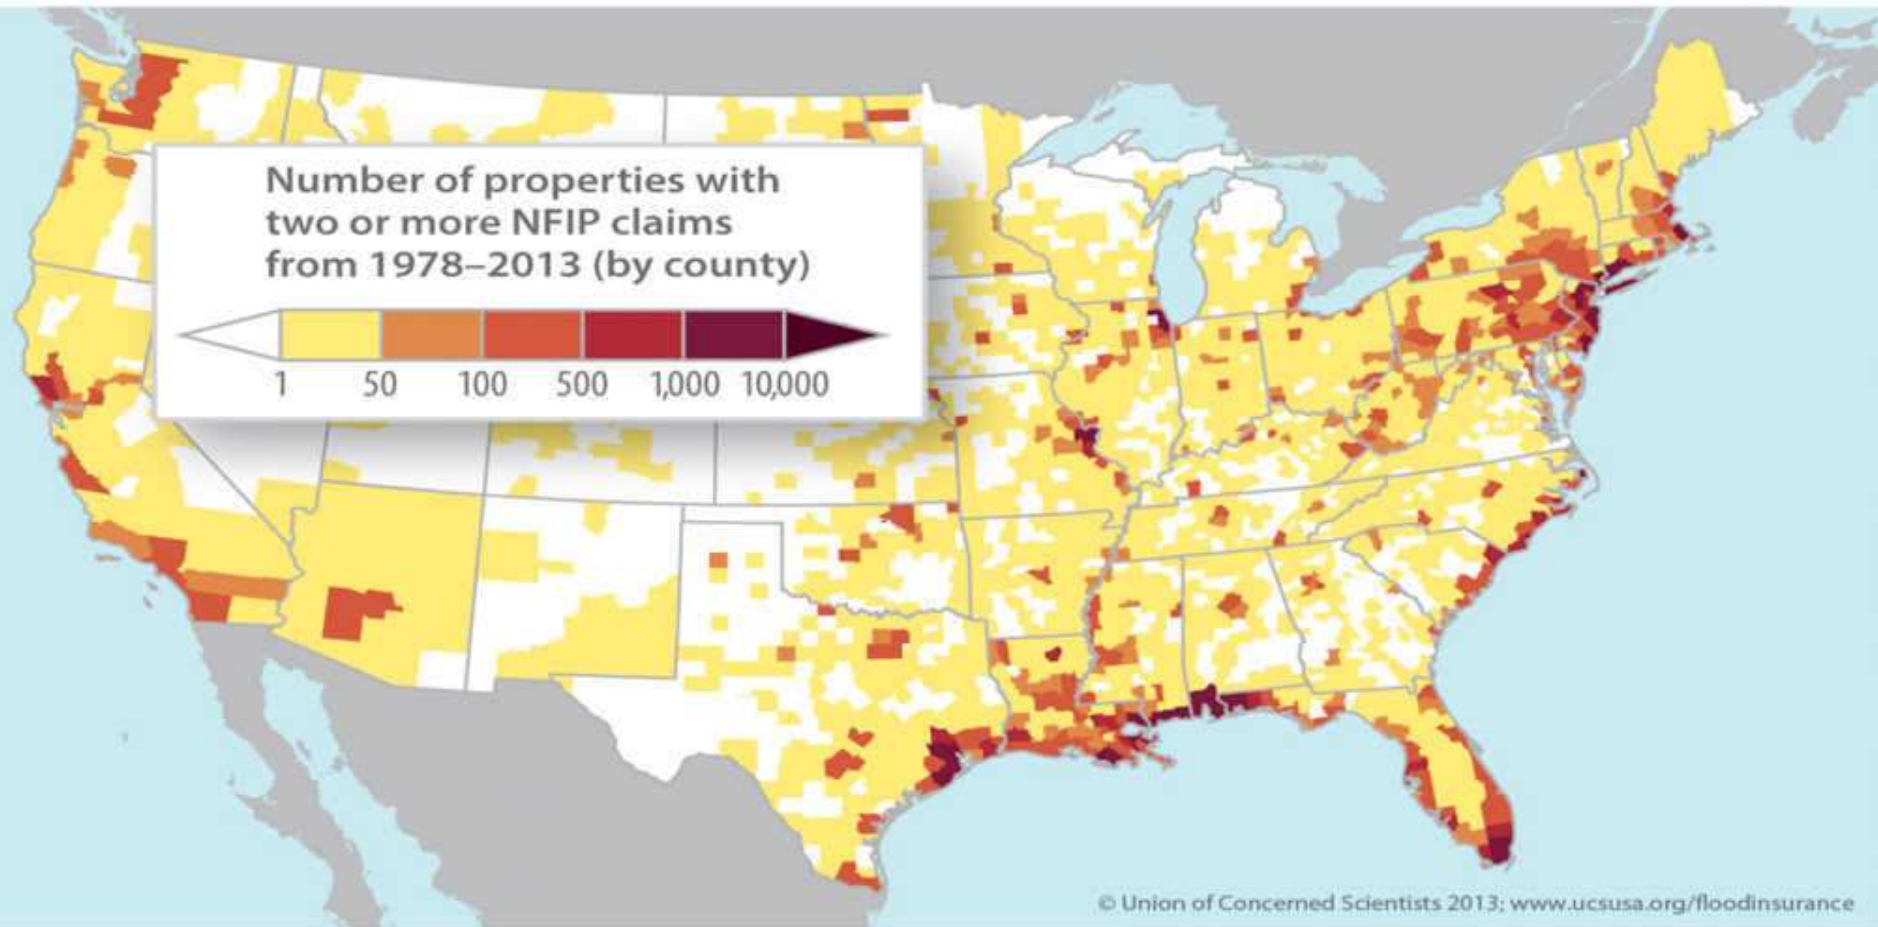 Number of properties with
two or more NFIP claims
from 1978–2013 (by county)
1 50 100 500 1,000 10,000
© Union of Concerned Scientists 2013; www.ucsusa.org/floodinsurance